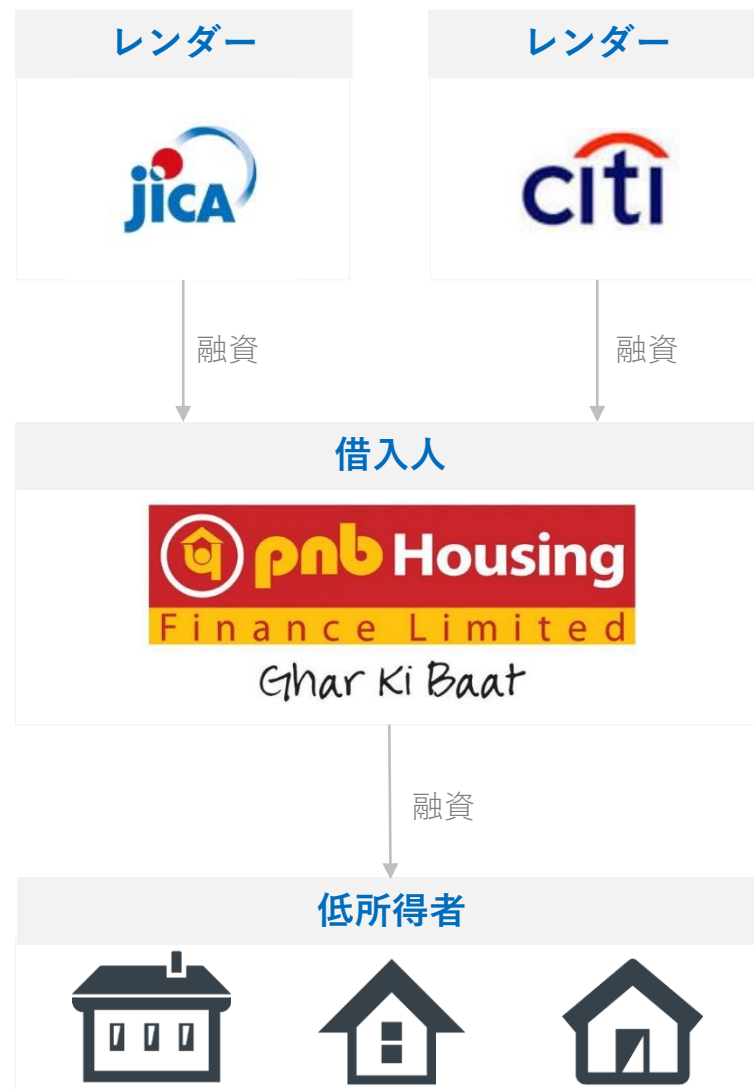 レンダー
レンダー
jica
citi
融資
融資
借入人
pnb Housing
Finance Limited
Ghar Ki Baat
融資
低所得者